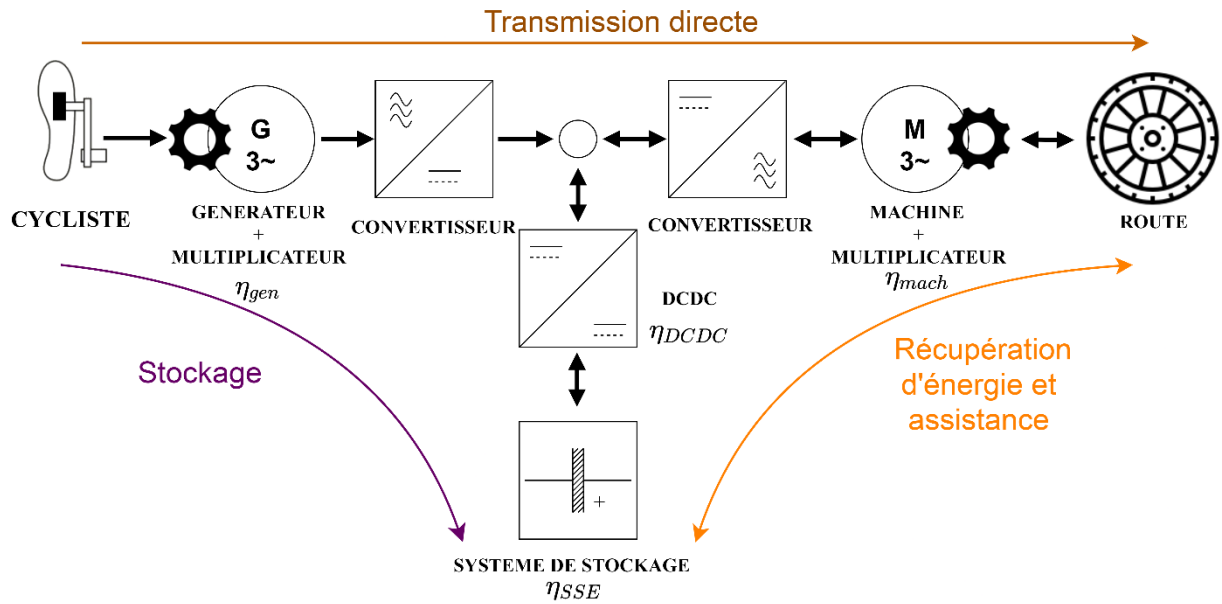 Transmission directe
G
3~
M
3~
CYCLISTE
GENERATEUR
+
MULTIPLICATEUR
η_gen
CONVERTISSEUR
CONVERTISSEUR
MACHINE
+
MULTIPLICATEUR
η_mach
ROUTE
DCDC
η_DCDC
Stockage
Récupération
d'énergie et
assistance
+
SYSTEME DE STOCKAGE
η_SSE